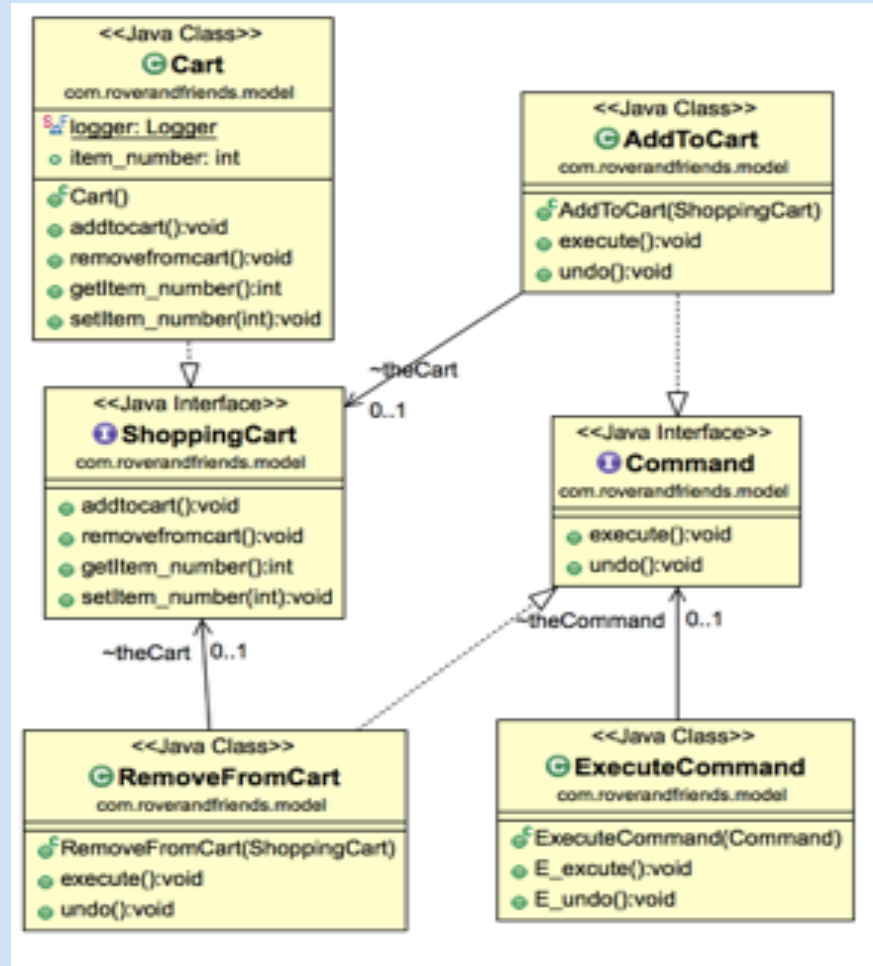 <<Java Class>>
Cart
com.roverandfriends.model
logger: Logger
item_number: int
Cart()
addtocart():void
removefromcart():void
getItem_number():int
setItem_number(int):void
<<Java Class>>
AddToCart
com.roverandfriends.model
AddToCart(ShoppingCart)
execute():void
undo():void
~theCart
0..1
<<Java Interface>>
ShoppingCart
com.roverandfriends.model
addtocart():void
removefromcart():void
getItem_number():int
setItem_number(int):void
<<Java Interface>>
Command
com.roverandfriends.model
execute():void
undo():void
~theCart 0..1
~theCommand 0..1
<<Java Class>>
RemoveFromCart
com.roverandfriends.model
RemoveFromCart(ShoppingCart)
execute():void
undo():void
<<Java Class>>
ExecuteCommand
com.roverandfriends.model
ExecuteCommand(Command)
E_excute():void
E_undo():void